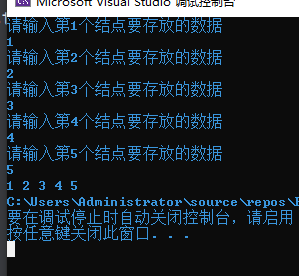 Microsoft Visual Studio 调试控制台
请输入第1个结点要存放的数据
1
请输入第2个结点要存放的数据
2
请输入第3个结点要存放的数据
3
请输入第4个结点要存放的数据
4
请输入第5个结点要存放的数据
5
1 2 3 4 5
C:\Users\Administrator\source\repos\
要在调试停止时自动关闭控制台，请启用
按任意键关闭此窗口. . .